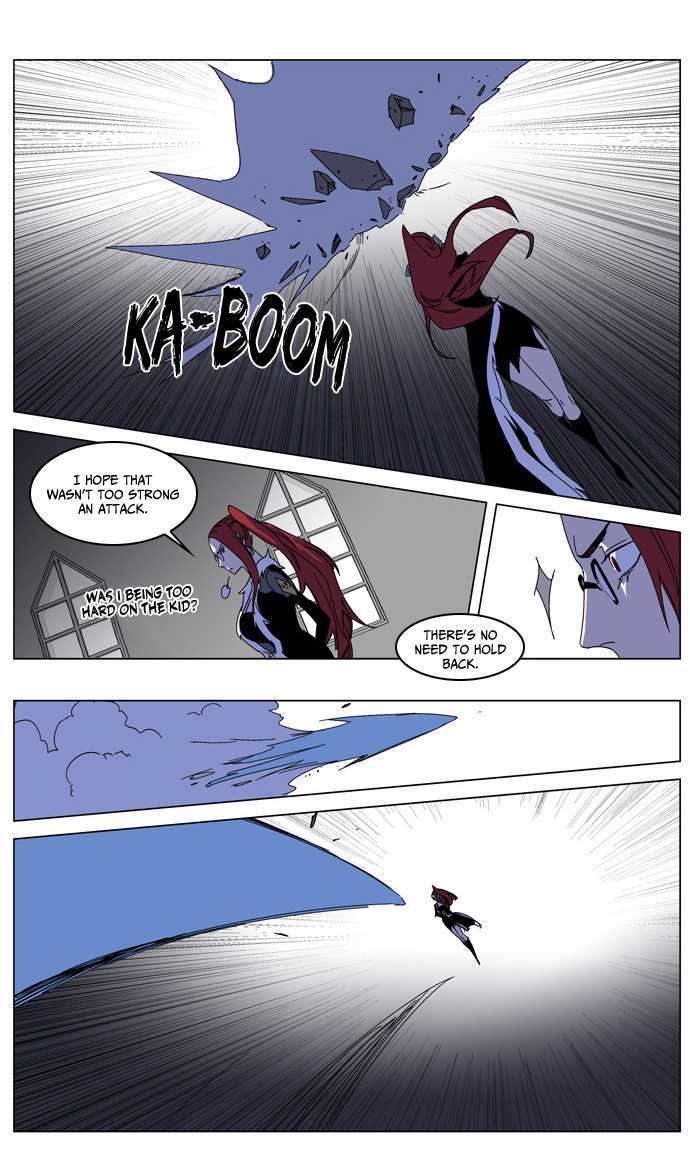 KA-BOOM
I HOPE THAT
WASN'T TOO STRONG
AN ATTACK.
WAS I BEING TOO
HARD ON THE KID?
THERE'S NO
NEED TO HOLD
BACK.